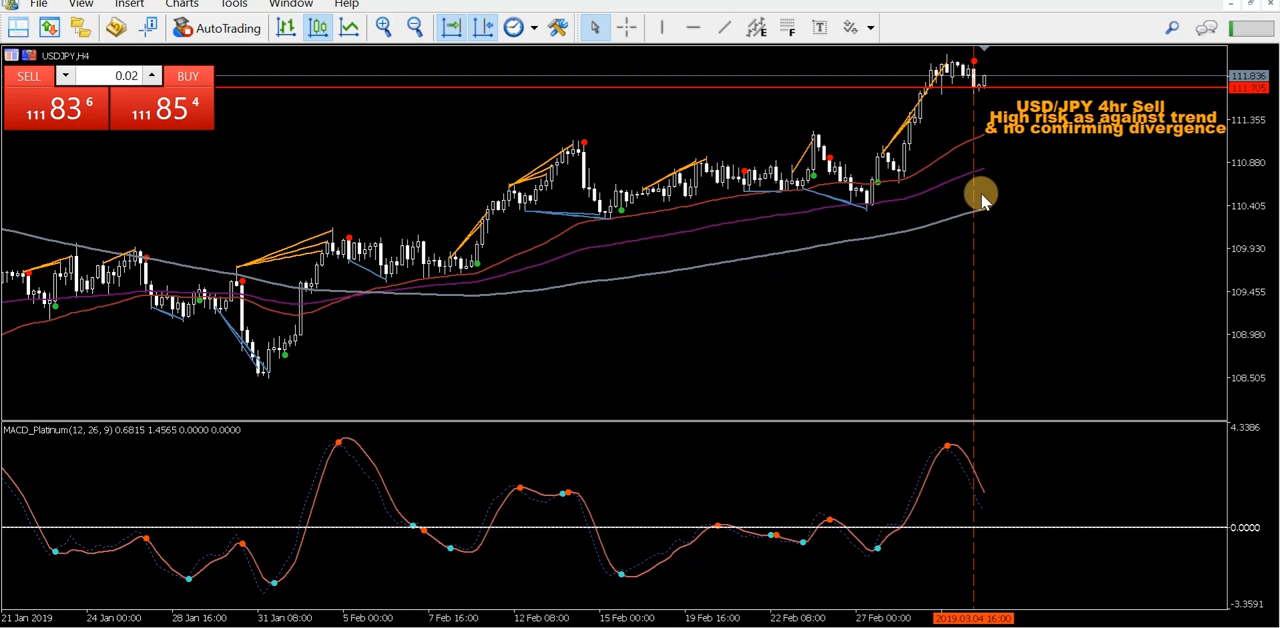 File View Insert Charts Tools Window Help
AutoTrading
E F T
USDJPY,H4
SELL 0.02 BUY
111 83 6 111 85 4
111.836
111.705
USD/JPY 4hr Sell
High risk as against trend
& no confirming divergence
111.355
110.880
110.405
109.930
109.455
108.980
108.505
MACD_Platinum(12, 26, 9) 0.6815 1.4565 0.0000 0.0000
4.3386
0.0000
-3.3591
21 Jan 2019 24 Jan 00:00 28 Jan 16:00 31 Jan 08:00 5 Feb 00:00 7 Feb 16:00 12 Feb 08:00 15 Feb 00:00 19 Feb 16:00 22 Feb 08:00 27 Feb 00:00 2019.03.04 16:00